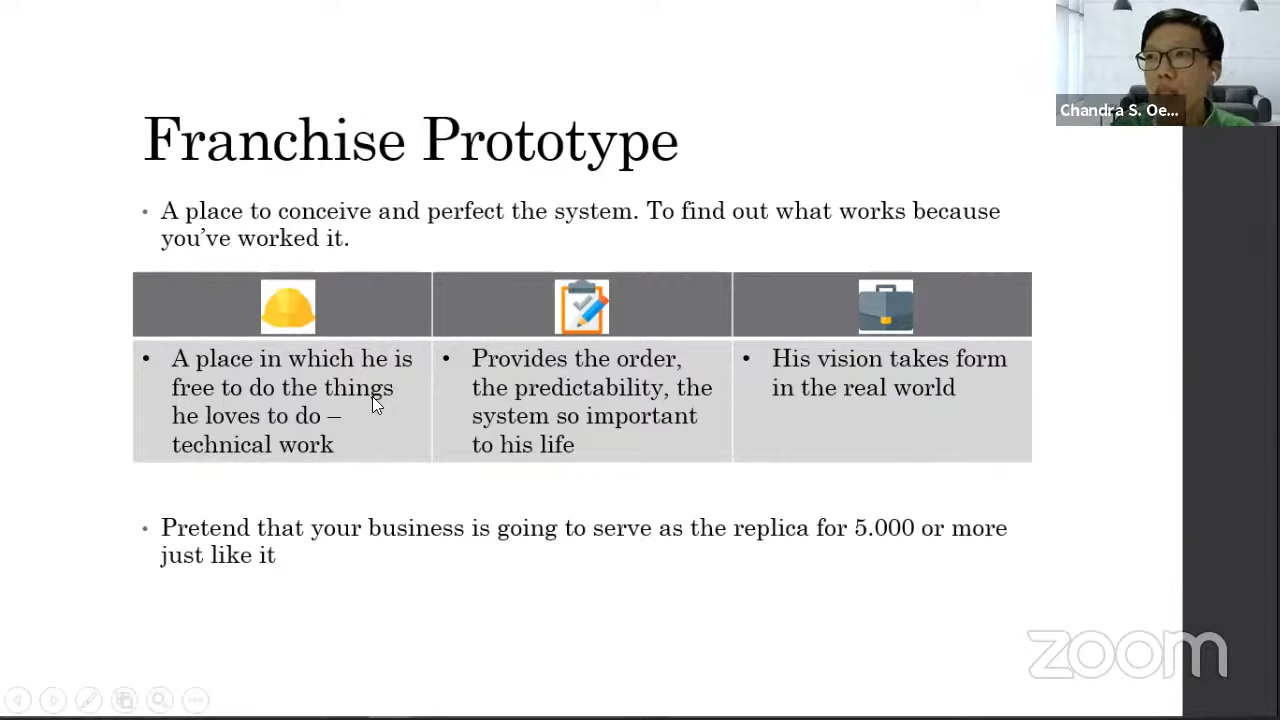 Chandra S. Oe...
Franchise Prototype
• A place to conceive and perfect the system. To find out what works because
you’ve worked it.
• A place in which he is
free to do the things
he loves to do –
technical work
• Provides the order,
the predictability, the
system so important
to his life
• His vision takes form
in the real world
• Pretend that your business is going to serve as the replica for 5.000 or more
just like it
zoom